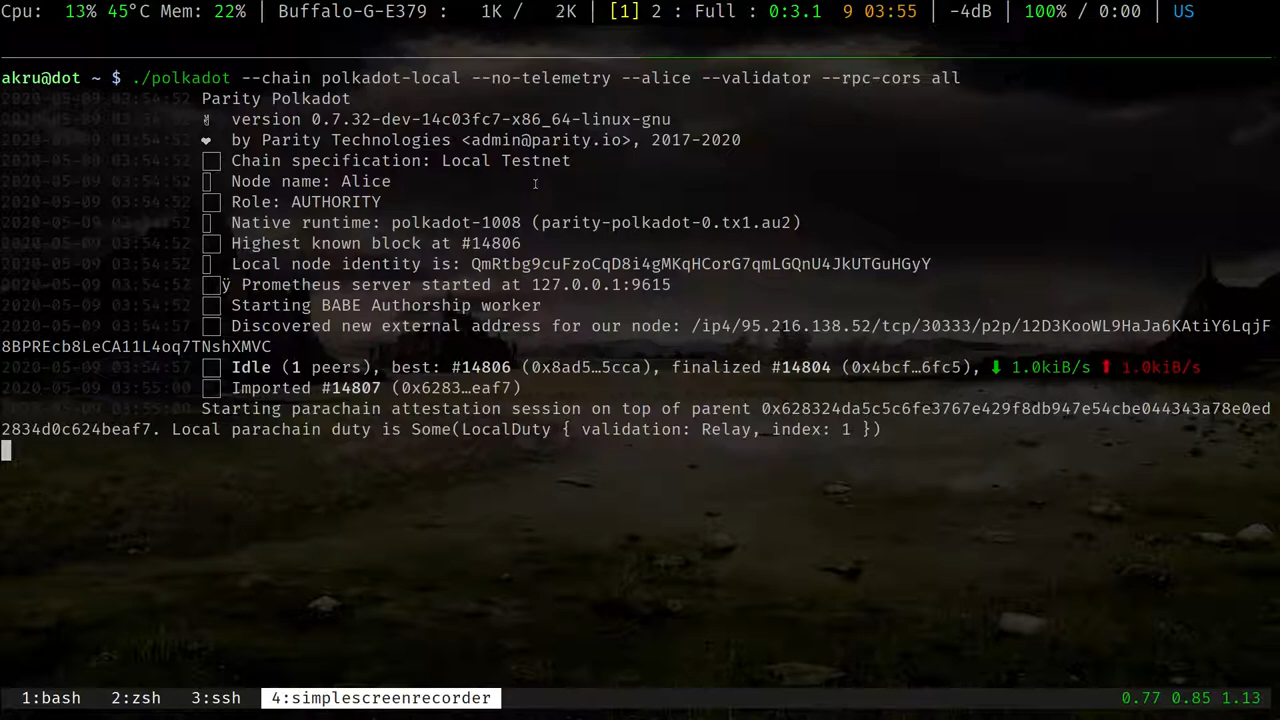 Cpu: 13% 45°C Mem: 22% | Buffalo-G-E379 : 1K / 2K | [1] 2 : Full : 0:3.1 9 03:55 | -4dB | 100% / 0:00 | US
akru@dot ~ $ ./polkadot --chain polkadot-local --no-telemetry --alice --validator --rpc-cors all
2020-05-09 03:54:52 Parity Polkadot
2020-05-09 03:54:52 ✌ version 0.7.32-dev-14c03fc7-x86_64-linux-gnu
2020-05-09 03:54:52 ❤ by Parity Technologies <admin@parity.io>, 2017-2020
2020-05-09 03:54:52 Chain specification: Local Testnet
2020-05-09 03:54:52 Node name: Alice
2020-05-09 03:54:52 Role: AUTHORITY
2020-05-09 03:54:52 Native runtime: polkadot-1008 (parity-polkadot-0.tx1.au2)
2020-05-09 03:54:52 Highest known block at #14806
2020-05-09 03:54:52 Local node identity is: QmRtbg9cuFzoCqD8i4gMKqHCorG7qmLGQnU4JkUTGuHGyY
2020-05-09 03:54:52 ÿ Prometheus server started at 127.0.0.1:9615
2020-05-09 03:54:52 Starting BABE Authorship worker
2020-05-09 03:54:57 Discovered new external address for our node: /ip4/95.216.138.52/tcp/30333/p2p/12D3KooWL9HaJa6KAtiY6LqjF
8BPREcb8LeCA11L4oq7TNshXMVC
2020-05-09 03:54:57 Idle (1 peers), best: #14806 (0x8ad5…5cca), finalized #14804 (0x4bcf…6fc5), ⬇ 1.0kiB/s ⬆ 1.0kiB/s
2020-05-09 03:55:00 Imported #14807 (0x6283…eaf7)
2020-05-09 03:55:00 Starting parachain attestation session on top of parent 0x628324da5c5c6fe3767e429f8db947e54cbe044343a78e0ed
2834d0c624beaf7. Local parachain duty is Some(LocalDuty { validation: Relay, index: 1 })
1:bash 2:zsh 3:ssh 4:simplescreenrecorder 0.77 0.85 1.13